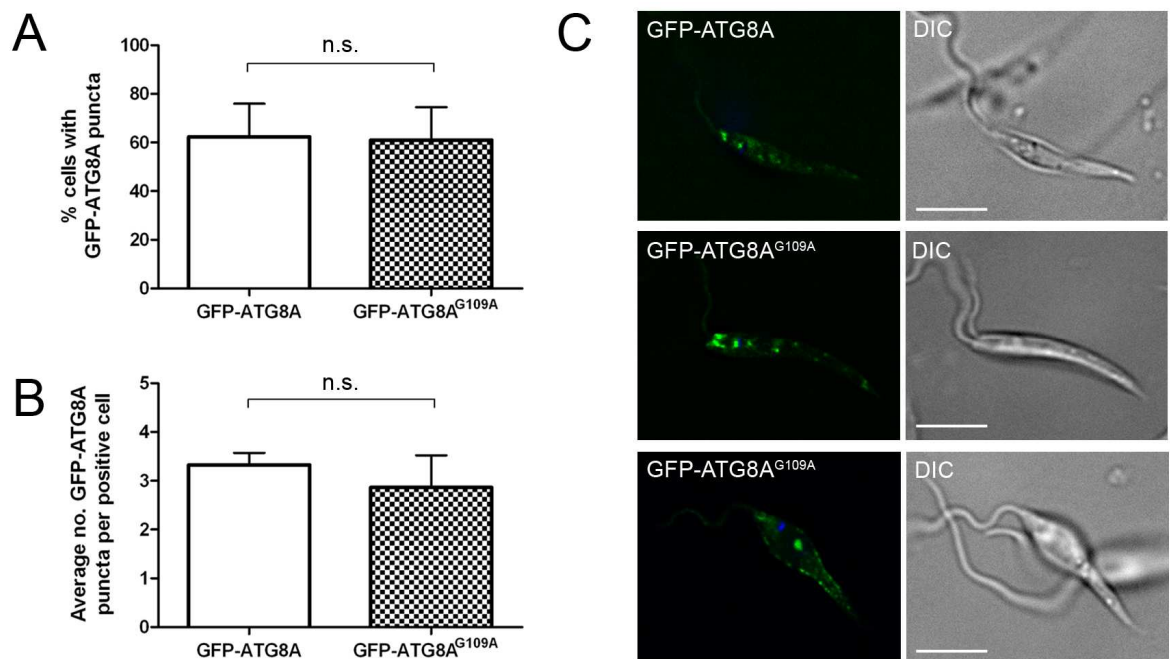 A
n.s.
100
80
60
40
20
0
% cells with
GFP-ATG8A puncta
GFP-ATG8A
GFP-ATG8A^G109A
B
n.s.
5
4
3
2
1
0
Average no. GFP-ATG8A
puncta per positive cell
GFP-ATG8A
GFP-ATG8A^G109A
C
GFP-ATG8A
DIC
GFP-ATG8A^G109A
DIC
GFP-ATG8A^G109A
DIC